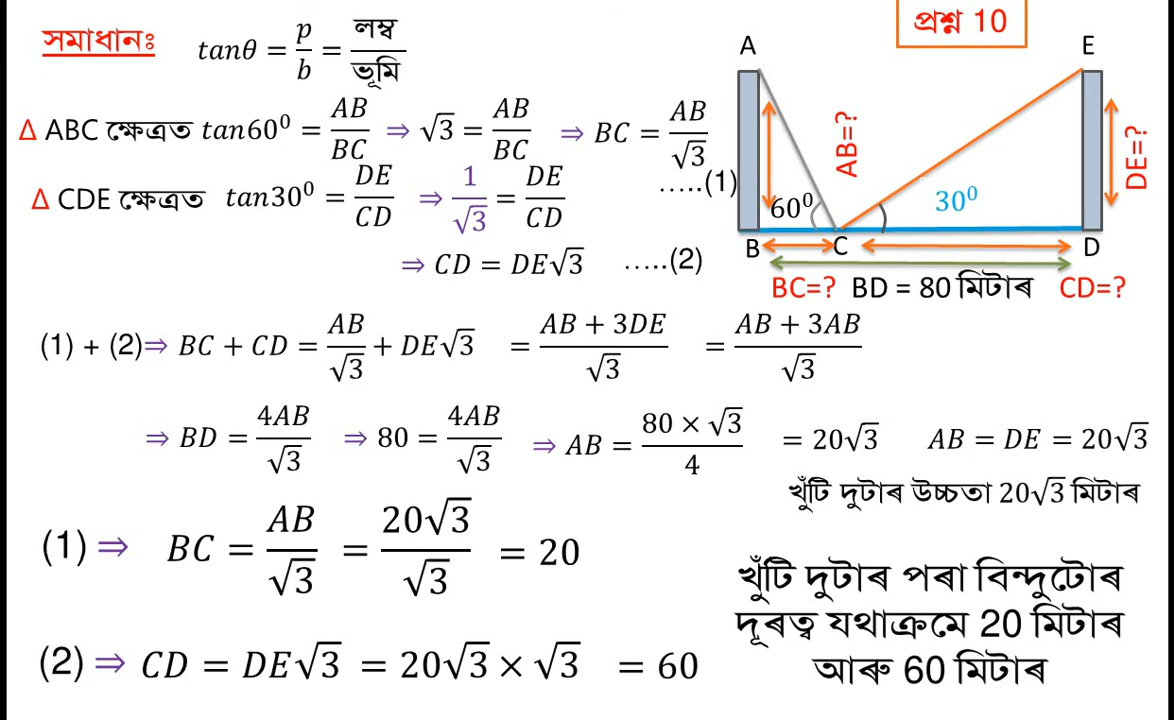 প্ৰশ্ন 10
সমাধানঃ tanθ = p/b = লম্ব/ভূমি
Δ ABC ক্ষেত্ৰত tan60⁰ = AB/BC ⇒ √3 = AB/BC ⇒ BC = AB/√3 .....(1)
Δ CDE ক্ষেত্ৰত tan30⁰ = DE/CD ⇒ 1/√3 = DE/CD
⇒ CD = DE√3 .....(2)
A E
AB=? DE=?
60⁰ 30⁰
B C D
BC=? BD = 80 মিটাৰ CD=?
(1) + (2)⇒ BC + CD = AB/√3 + DE√3 = (AB + 3DE)/√3 = (AB + 3AB)/√3
⇒ BD = 4AB/√3 ⇒ 80 = 4AB/√3 ⇒ AB = (80 × √3)/4 = 20√3 AB = DE = 20√3
খুঁটি দুটাৰ উচ্চতা 20√3 মিটাৰ
(1) ⇒ BC = AB/√3 = 20√3/√3 = 20
(2) ⇒ CD = DE√3 = 20√3 × √3 = 60
খুঁটি দুটাৰ পৰা বিন্দুটোৰ
দূৰত্ব যথাক্ৰমে 20 মিটাৰ
আৰু 60 মিটাৰ